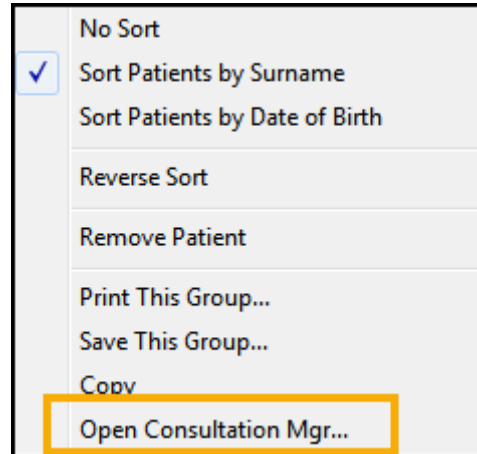 No Sort
Sort Patients by Surname
Sort Patients by Date of Birth
Reverse Sort
Remove Patient
Print This Group...
Save This Group...
Copy
Open Consultation Mgr...